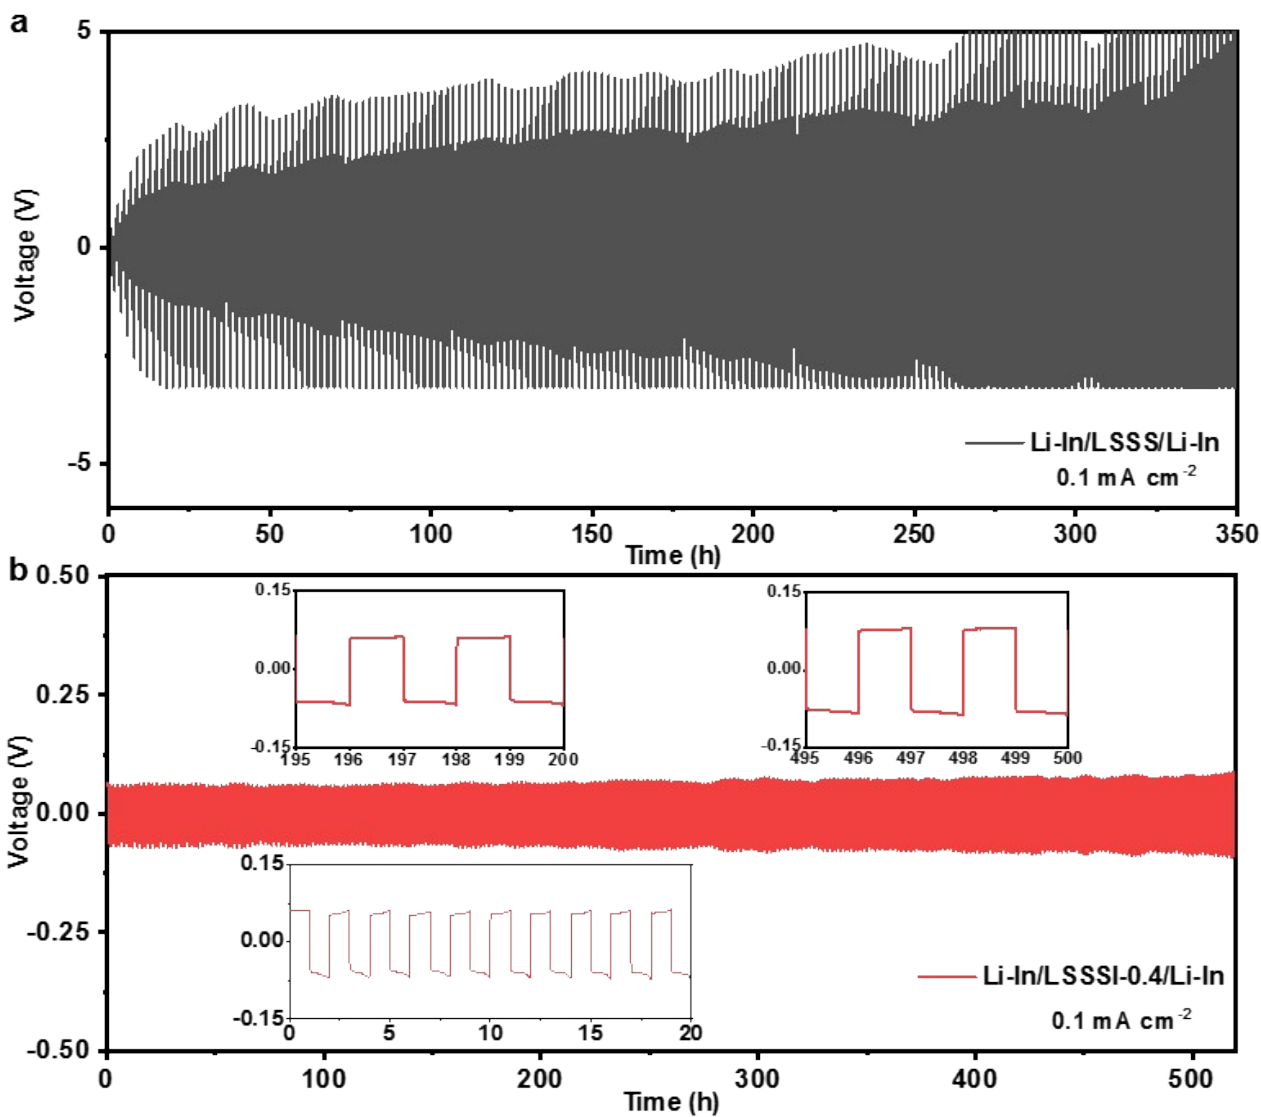 a
5
0
-5
Voltage (V)
0 50 100 150 200 250 300 350
Time (h)
Li-In/LSSS/Li-In
0.1 mA cm-2
b
0.50
0.25
0.00
-0.25
-0.50
Voltage (V)
0.15
0.00
-0.15
195 196 197 198 199 200
0.15
0.00
-0.15
495 496 497 498 499 500
0.15
0.00
-0.15
0 5 10 15 20
Li-In/LSSSI-0.4/Li-In
0.1 mA cm-2
0 100 200 300 400 500
Time (h)